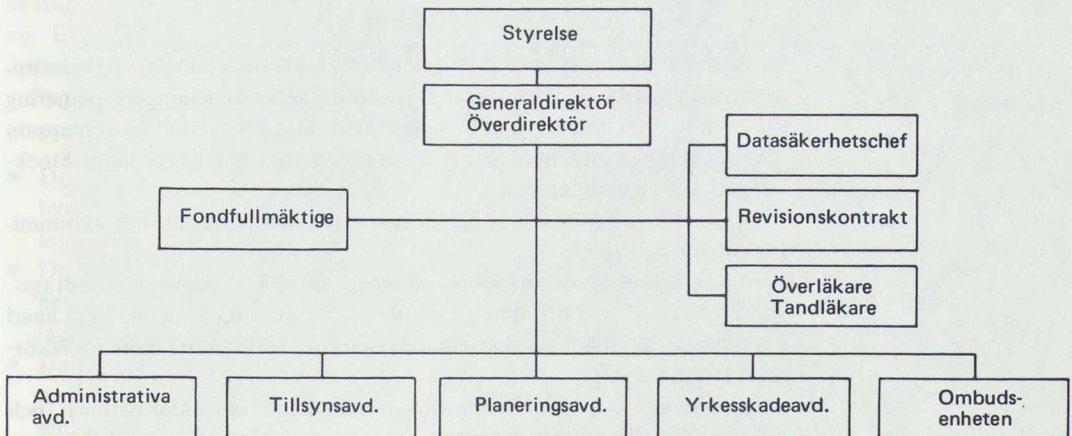 Styrelse
Generaldirektör
Överdirektör
Datasäkerhetschef
Fondfullmäktige
Revisionskontrakt
Överläkare
Tandläkare
Administrativa
avd.
Tillsynsavd.
Planeringsavd.
Yrkesskadeavd.
Ombuds-
enheten